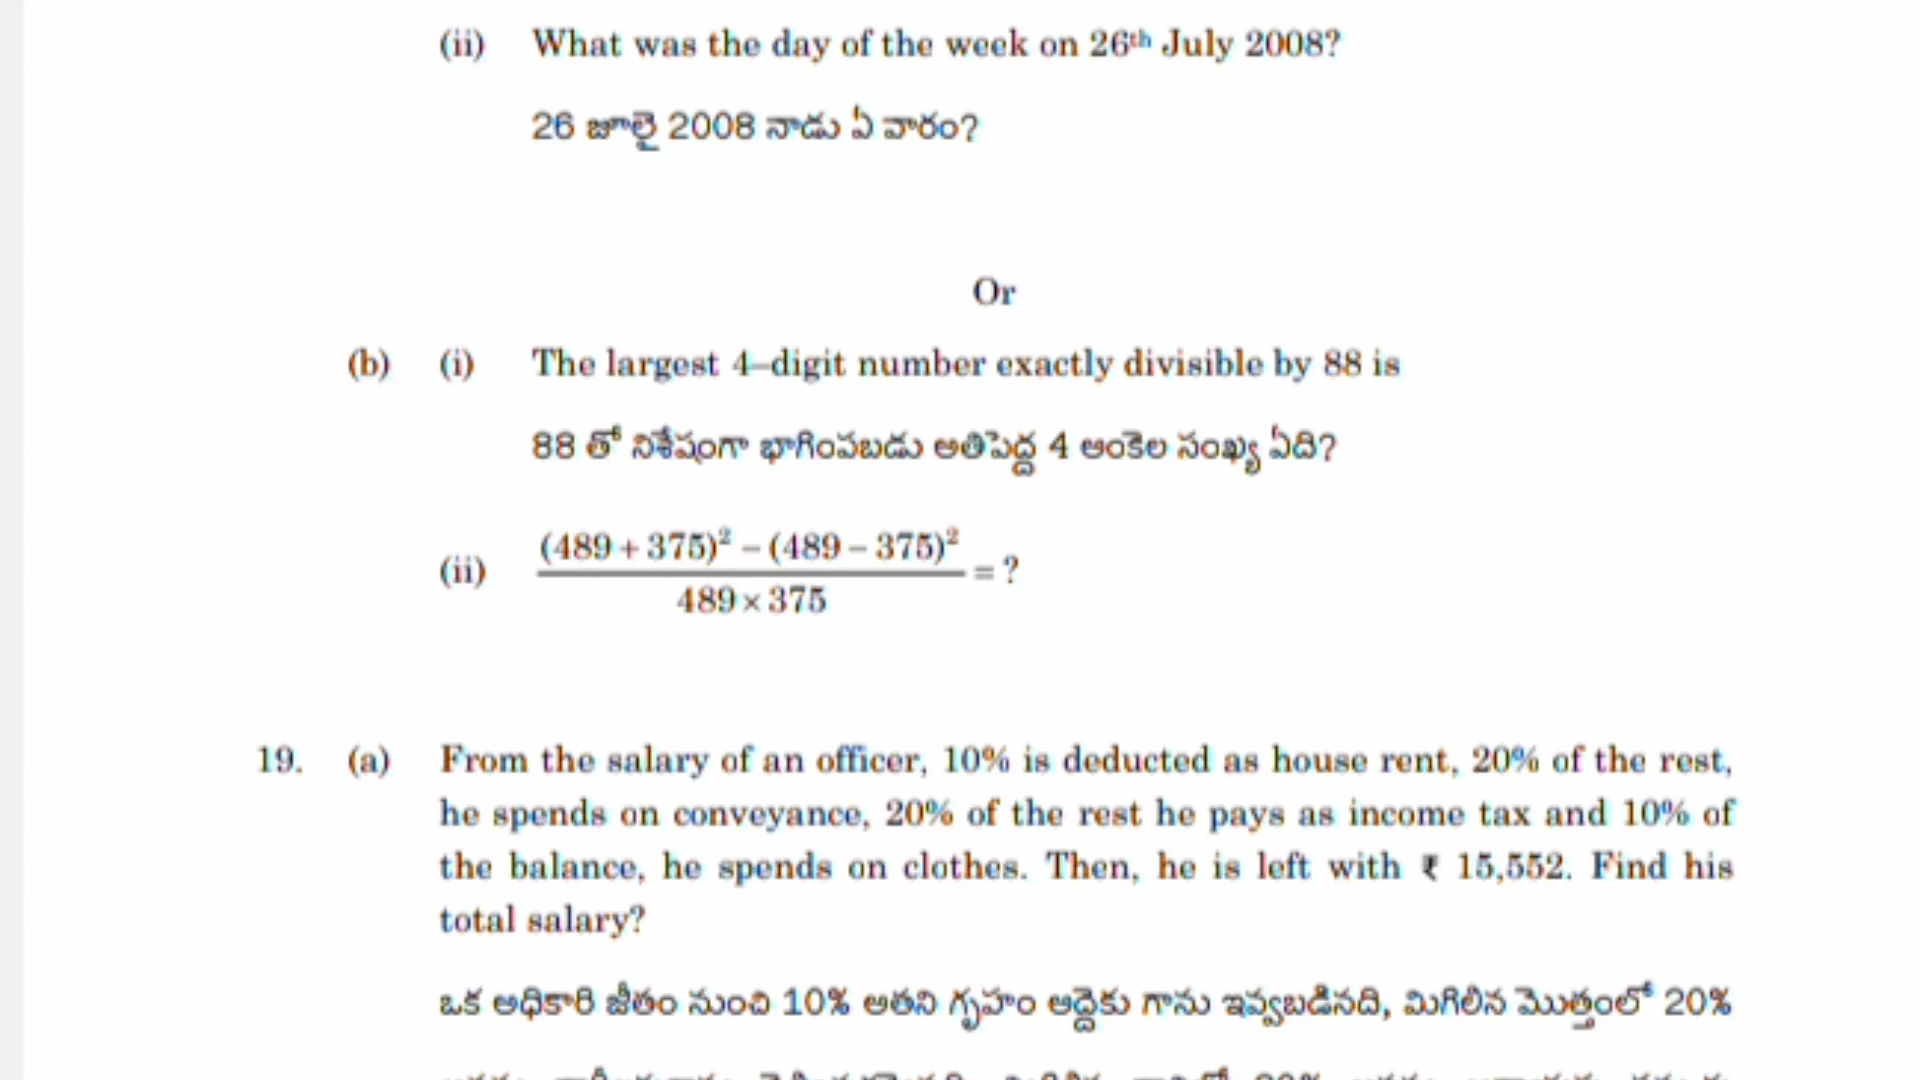 (ii) What was the day of the week on 26th July 2008?
26 జూలై 2008 నాడు ఏ వారం?
Or
(b) (i) The largest 4–digit number exactly divisible by 88 is
88 తో నిశేషంగా భాగింపబడు అతిపెద్ద 4 అంకెల సంఖ్య ఏది?
(ii) (489 + 375)² – (489 – 375)² / 489 × 375 = ?
19. (a) From the salary of an officer, 10% is deducted as house rent, 20% of the rest,
he spends on conveyance, 20% of the rest he pays as income tax and 10% of
the balance, he spends on clothes. Then, he is left with ₹ 15,552. Find his
total salary?
ఒక అధికారి జీతం నుంచి 10% అతని గృహం అద్దెకు గాను ఇవ్వబడినది, మిగిలిన మొత్తంలో 20%